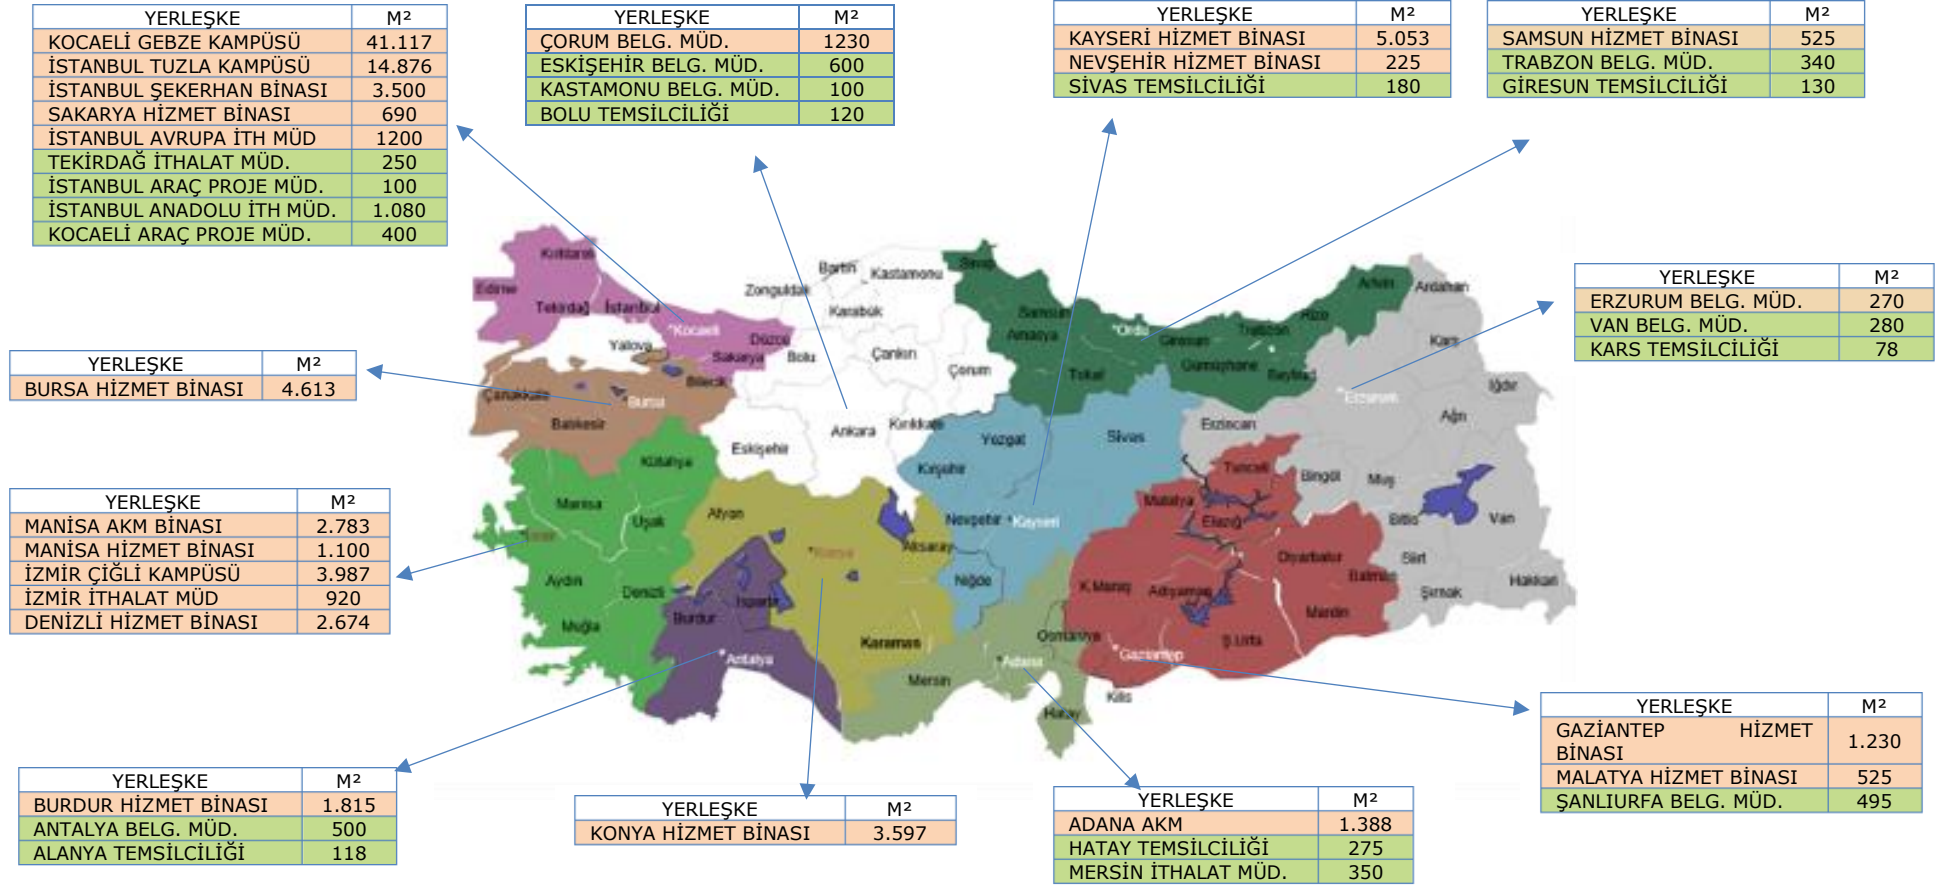 YERLEŞKE M²
KOCAELİ GEBZE KAMPÜSÜ 41.117
İSTANBUL TUZLA KAMPÜSÜ 14.876
İSTANBUL ŞEKERHAN BİNASI 3.500
SAKARYA HİZMET BİNASI 690
İSTANBUL AVRUPA İTH MÜD 1200
TEKİRDAĞ İTHALAT MÜD. 250
İSTANBUL ARAÇ PROJE MÜD. 100
İSTANBUL ANADOLU İTH MÜD. 1.080
KOCAELİ ARAÇ PROJE MÜD. 400
YERLEŞKE M²
ÇORUM BELG. MÜD. 1230
ESKİŞEHİR BELG. MÜD. 600
KASTAMONU BELG. MÜD. 100
BOLU TEMSİLCİLİĞİ 120
YERLEŞKE M²
KAYSERİ HİZMET BİNASI 5.053
NEVŞEHİR HİZMET BİNASI 225
SİVAS TEMSİLCİLİĞİ 180
YERLEŞKE M²
SAMSUN HİZMET BİNASI 525
TRABZON BELG. MÜD. 340
GİRESUN TEMSİLCİLİĞİ 130
YERLEŞKE M²
ERZURUM BELG. MÜD. 270
VAN BELG. MÜD. 280
KARS TEMSİLCİLİĞİ 78
YERLEŞKE M²
BURSA HİZMET BİNASI 4.613
YERLEŞKE M²
MANİSA AKM BİNASI 2.783
MANİSA HİZMET BİNASI 1.100
İZMİR ÇİĞLİ KAMPÜSÜ 3.987
İZMİR İTHALAT MÜD 920
DENİZLİ HİZMET BİNASI 2.674
Kırklareli
Edirne
Tekirdağ
İstanbul
Kocaeli
Yalova
Sakarya
Düzce
Bolu
Zonguldak
Bartın
Kastamonu
Karabük
Çankırı
Çorum
Sinop
Samsun
Amasya
Tokat
Ordu
Giresun
Gümüşhane
Trabzon
Bayburt
Rize
Artvin
Ardahan
Kars
Iğdır
Ağrı
Erzurum
Erzincan
Çanakkale
Balıkesir
Bursa
Bilecik
Eskişehir
Ankara
Kırıkkale
Yozgat
Sivas
Kırşehir
Nevşehir
Kayseri
Niğde
Aksaray
Kütahya
Manisa
Uşak
İzmir
Aydın
Denizli
Muğla
Afyon
Konya
Karaman
Isparta
Burdur
Antalya
Mersin
Adana
Osmaniye
Hatay
Kilis
Gaziantep
K.Maraş
Adıyaman
Ş.Urfa
Malatya
Elazığ
Tunceli
Bingöl
Muş
Bitlis
Van
Diyarbakır
Batman
Siirt
Mardin
Şırnak
Hakkari
YERLEŞKE M²
BURDUR HİZMET BİNASI 1.815
ANTALYA BELG. MÜD. 500
ALANYA TEMSİLCİLİĞİ 118
YERLEŞKE M²
KONYA HİZMET BİNASI 3.597
YERLEŞKE M²
ADANA AKM 1.388
HATAY TEMSİLCİLİĞİ 275
MERSİN İTHALAT MÜD. 350
YERLEŞKE M²
GAZİANTEP HİZMET
BİNASI 1.230
MALATYA HİZMET BİNASI 525
ŞANLIURFA BELG. MÜD. 495